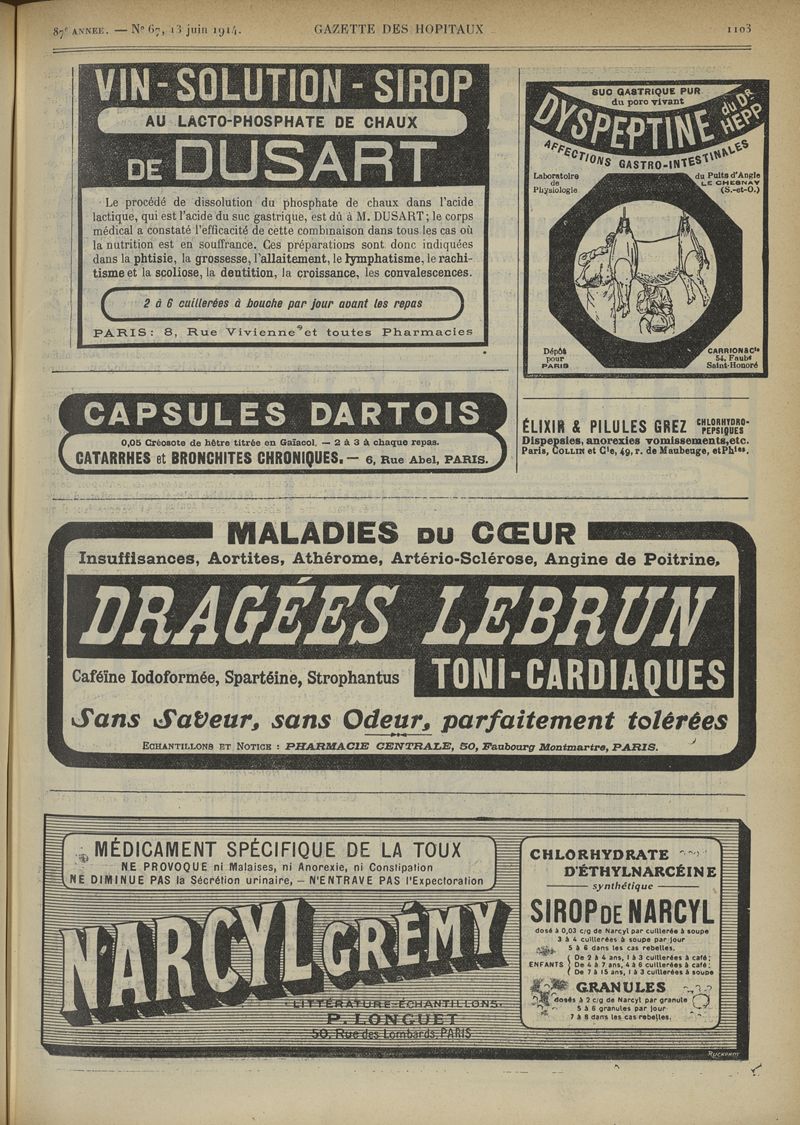 87e ANNÉE. — No 67, 13 juin 1914.
GAZETTE DES HOPITAUX
1103
VIN - SOLUTION - SIROP
AU LACTO-PHOSPHATE DE CHAUX
DE DUSART
Le procédé de dissolution du phosphate de chaux dans l'acide
lactique, qui est l'acide du suc gastrique, est dû à M. DUSART ; le corps
médical a constaté l'efficacité de cette combinaison dans tous les cas où
la nutrition est en souffrance. Ces préparations sont donc indiquées
dans la phtisie, la grossesse, l'allaitement, le lymphatisme, le rachi-
tisme et la scoliose, la dentition, la croissance, les convalescences.
2 à 6 cuillerées à bouche par jour avant les repas
PARIS: 8, Rue Vivienne et toutes Pharmacies
SUC GASTRIQUE PUR
du porc vivant
DYSPEPTINE du Dr HEPP
AFFECTIONS GASTRO-INTESTINALES
Laboratoire
de
Physiologie
du Puits d'Angle
LE CHESNAY
(S.-et-O.)
Dépôt
pour
PARIS
CARRION & Cie
54, Faubg
Saint-Honoré
CAPSULES DARTOIS
0,05 Créosote de hêtre titrée en Gaïacol. — 2 à 3 à chaque repas.
CATARRHES et BRONCHITES CHRONIQUES. — 6, Rue Abel, PARIS.
ÉLIXIR & PILULES GREZ CHLORHYDRO-
PEPSIQUES
Dispepsies, anorexies vomissements, etc.
Paris, COLLIN et Cie, 49, r. de Maubeuge, et Phies.
MALADIES DU CŒUR
Insuffisances, Aortites, Athérome, Artério-Sclérose, Angine de Poitrine,
DRAGÉES LEBRUN
Caféïne Iodoformée, Spartéine, Strophantus
TONI-CARDIAQUES
Sans Saveur, sans Odeur, parfaitement tolérées
ECHANTILLONS ET NOTICE : PHARMACIE CENTRALE, 50, Faubourg Montmartre, PARIS.
MÉDICAMENT SPÉCIFIQUE DE LA TOUX
NE PROVOQUE ni Malaises, ni Anorexie, ni Constipation
NE DIMINUE PAS la Sécrétion urinaire, – N'ENTRAVE PAS l'Expectoration
NARCYL GRÉMY
LITTÉRATURE-ÉCHANTILLONS.
P. LONGUET
50, Rue des Lombards, PARIS
CHLORHYDRATE
D'ÉTHYLNARCÉINE
synthétique
SIROP DE NARCYL
dosé à 0,03 c/g de Narcyl par cuillerée à soupe
3 à 4 cuillerées à soupe par jour
5 à 6 dans les cas rebelles.
ENFANTS
De 2 à 4 ans, 1 à 3 cuillerées à café;
De 4 à 7 ans, 4 à 6 cuillerées à café;
De 7 à 15 ans, 1 à 3 cuillerées à soupe
GRANULES
dosés à 2 c/g de Narcyl par granule
5 à 6 granules par jour
7 à 8 dans les cas rebelles.